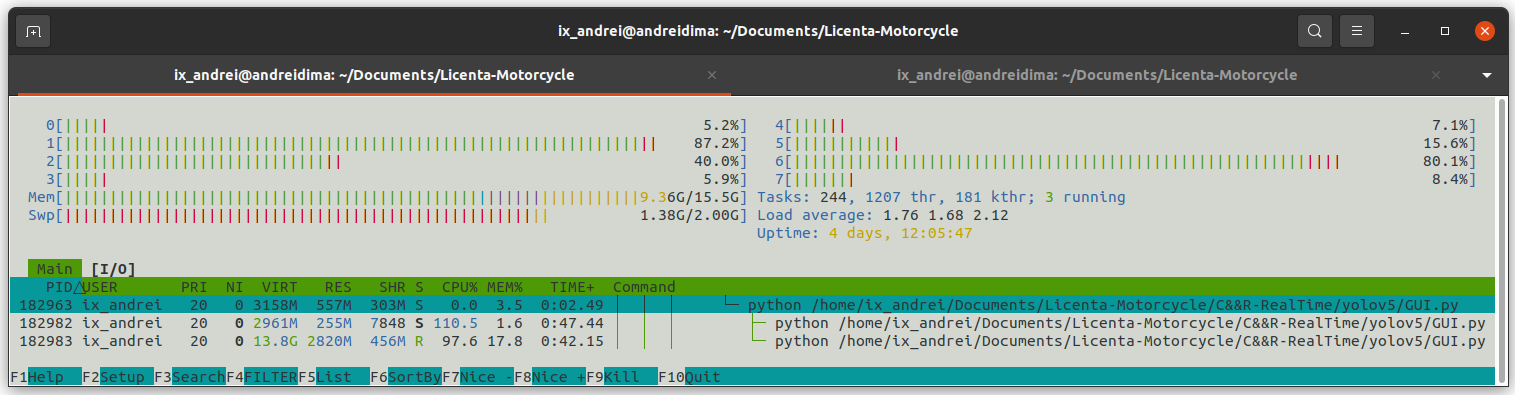 ix_andrei@andreidima: ~/Documents/Licenta-Motorcycle
ix_andrei@andreidima: ~/Documents/Licenta-Motorcycle × ix_andrei@andreidima: ~/Documents/Licenta-Motorcycle ×
0[||||| 5.2%] 4[|||||| 7.1%]
1[|||||||||||||||||||||||||||||||||||||||||||||||||||||||||||||||||| 87.2%] 5[|||||||||||| 15.6%]
2[||||||||||||||||||||||||||||||| 40.0%] 6[||||||||||||||||||||||||||||||||||||||||||||||||||||||||||||| 80.1%]
3[||||| 5.9%] 7[||||||| 8.4%]
Mem[||||||||||||||||||||||||||||||||||||||||||||||||||||||||||||||||9.36G/15.5G] Tasks: 244, 1207 thr, 181 kthr; 3 running
Swp[|||||||||||||||||||||||||||||||||||||||||||||||||||||| 1.38G/2.00G] Load average: 1.76 1.68 2.12
Uptime: 4 days, 12:05:47
Main [I/O]
PID△USER PRI NI VIRT RES SHR S CPU% MEM% TIME+ Command
182963 ix_andrei 20 0 3158M 557M 303M S 0.0 3.5 0:02.49 │ │ │ └─ python /home/ix_andrei/Documents/Licenta-Motorcycle/C&&R-RealTime/yolov5/GUI.py
182982 ix_andrei 20 0 2961M 255M 7848 S 110.5 1.6 0:47.44 │ │ │ ├─ python /home/ix_andrei/Documents/Licenta-Motorcycle/C&&R-RealTime/yolov5/GUI.py
182983 ix_andrei 20 0 13.8G 2820M 456M R 97.6 17.8 0:42.15 │ │ │ └─ python /home/ix_andrei/Documents/Licenta-Motorcycle/C&&R-RealTime/yolov5/GUI.py
F1Help F2Setup F3SearchF4FILTERF5List F6SortByF7Nice -F8Nice +F9Kill F10Quit